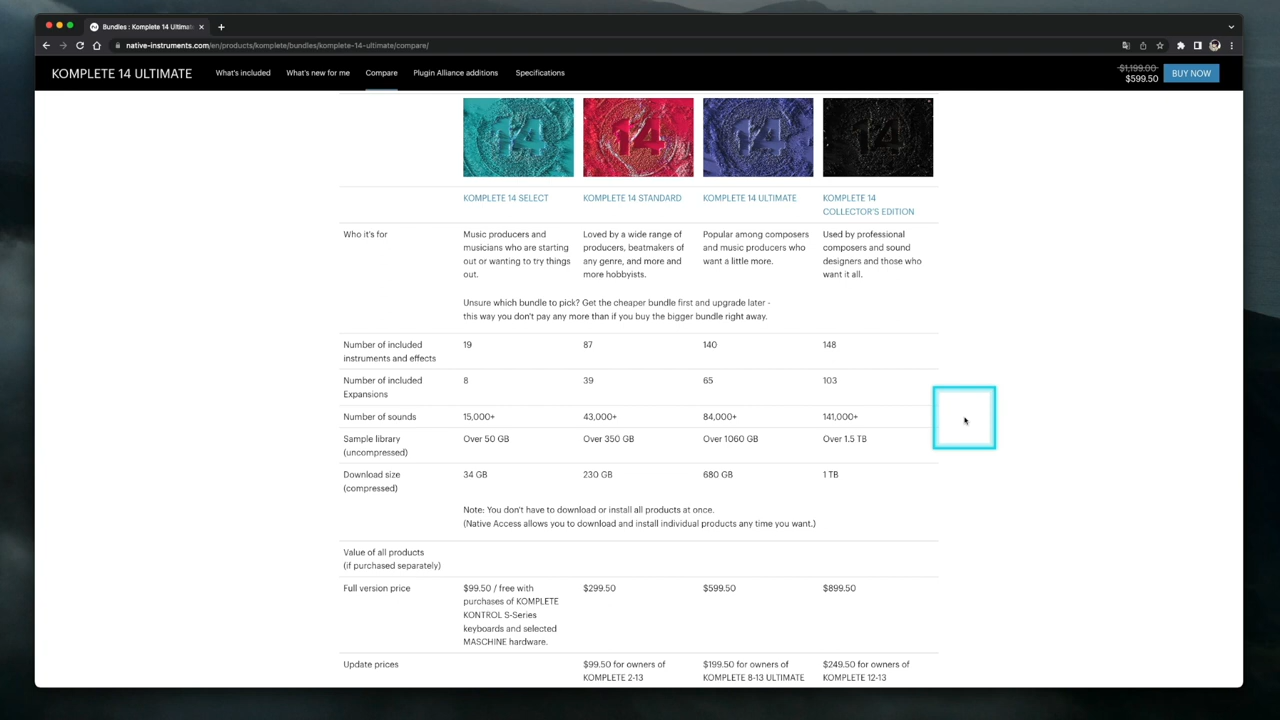 Bundles : Komplete 14 Ultimate
native-instruments.com/en/products/komplete/bundles/komplete-14-ultimate/compare/
KOMPLETE 14 ULTIMATE
What's included
What's new for me
Compare
Plugin Alliance additions
Specifications
$1,199.00
$599.50
BUY NOW
14
14
14
14
KOMPLETE 14 SELECT
KOMPLETE 14 STANDARD
KOMPLETE 14 ULTIMATE
KOMPLETE 14
COLLECTOR'S EDITION
Who it's for
Music producers and
musicians who are starting
out or wanting to try things
out.
Loved by a wide range of
producers, beatmakers of
any genre, and more and
more hobbyists.
Popular among composers
and music producers who
want a little more.
Used by professional
composers and sound
designers and those who
want it all.
Unsure which bundle to pick? Get the cheaper bundle first and upgrade later -
this way you don't pay any more than if you buy the bigger bundle right away.
Number of included
instruments and effects
19
87
140
148
Number of included
Expansions
8
39
65
103
Number of sounds
15,000+
43,000+
84,000+
141,000+
Sample library
(uncompressed)
Over 50 GB
Over 350 GB
Over 1060 GB
Over 1.5 TB
Download size
(compressed)
34 GB
230 GB
680 GB
1 TB
Note: You don't have to download or install all products at once.
(Native Access allows you to download and install individual products any time you want.)
Value of all products
(if purchased separately)
Full version price
$99.50 / free with
purchases of KOMPLETE
KONTROL S-Series
keyboards and selected
MASCHINE hardware.
$299.50
$599.50
$899.50
Update prices
$99.50 for owners of
KOMPLETE 2-13
$199.50 for owners of
KOMPLETE 8-13 ULTIMATE
$249.50 for owners of
KOMPLETE 12-13